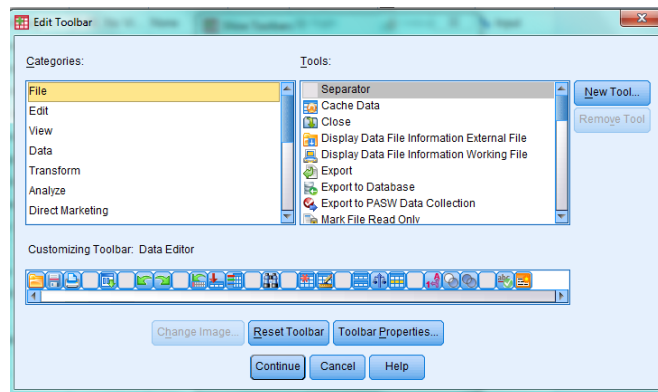 Edit Toolbar
Categories:
Tools:
File
Edit
View
Data
Transform
Analyze
Direct Marketing
Separator
Cache Data
Close
Display Data File Information External File
Display Data File Information Working File
Export
Export to Database
Export to PASW Data Collection
Mark File Read Only
New Tool...
Remove Tool
Customizing Toolbar: Data Editor
Change Image...
Reset Toolbar
Toolbar Properties...
Continue
Cancel
Help